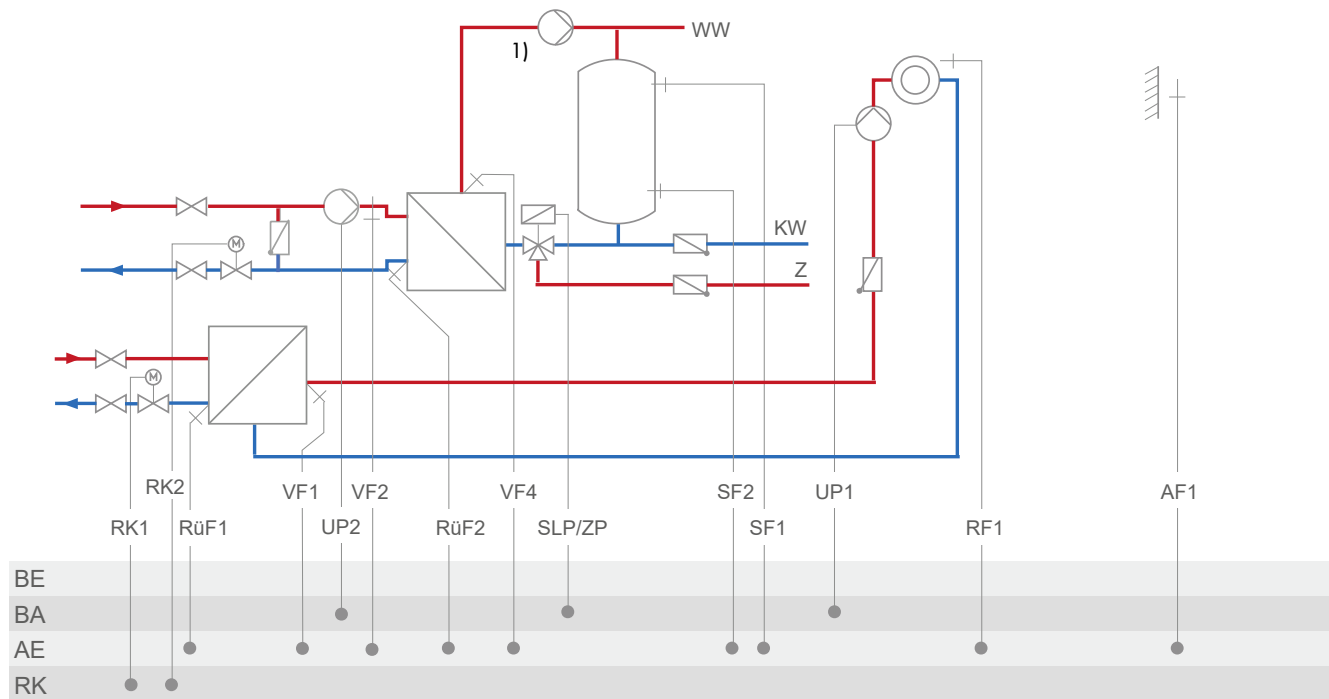 WW
1)
KW
Z
M
M
RK2
VF1
VF2
VF4
SF2
UP1
AF1
RK1
RüF1
UP2
RüF2
SLP/ZP
SF1
RF1
BE
BA
AE
RK